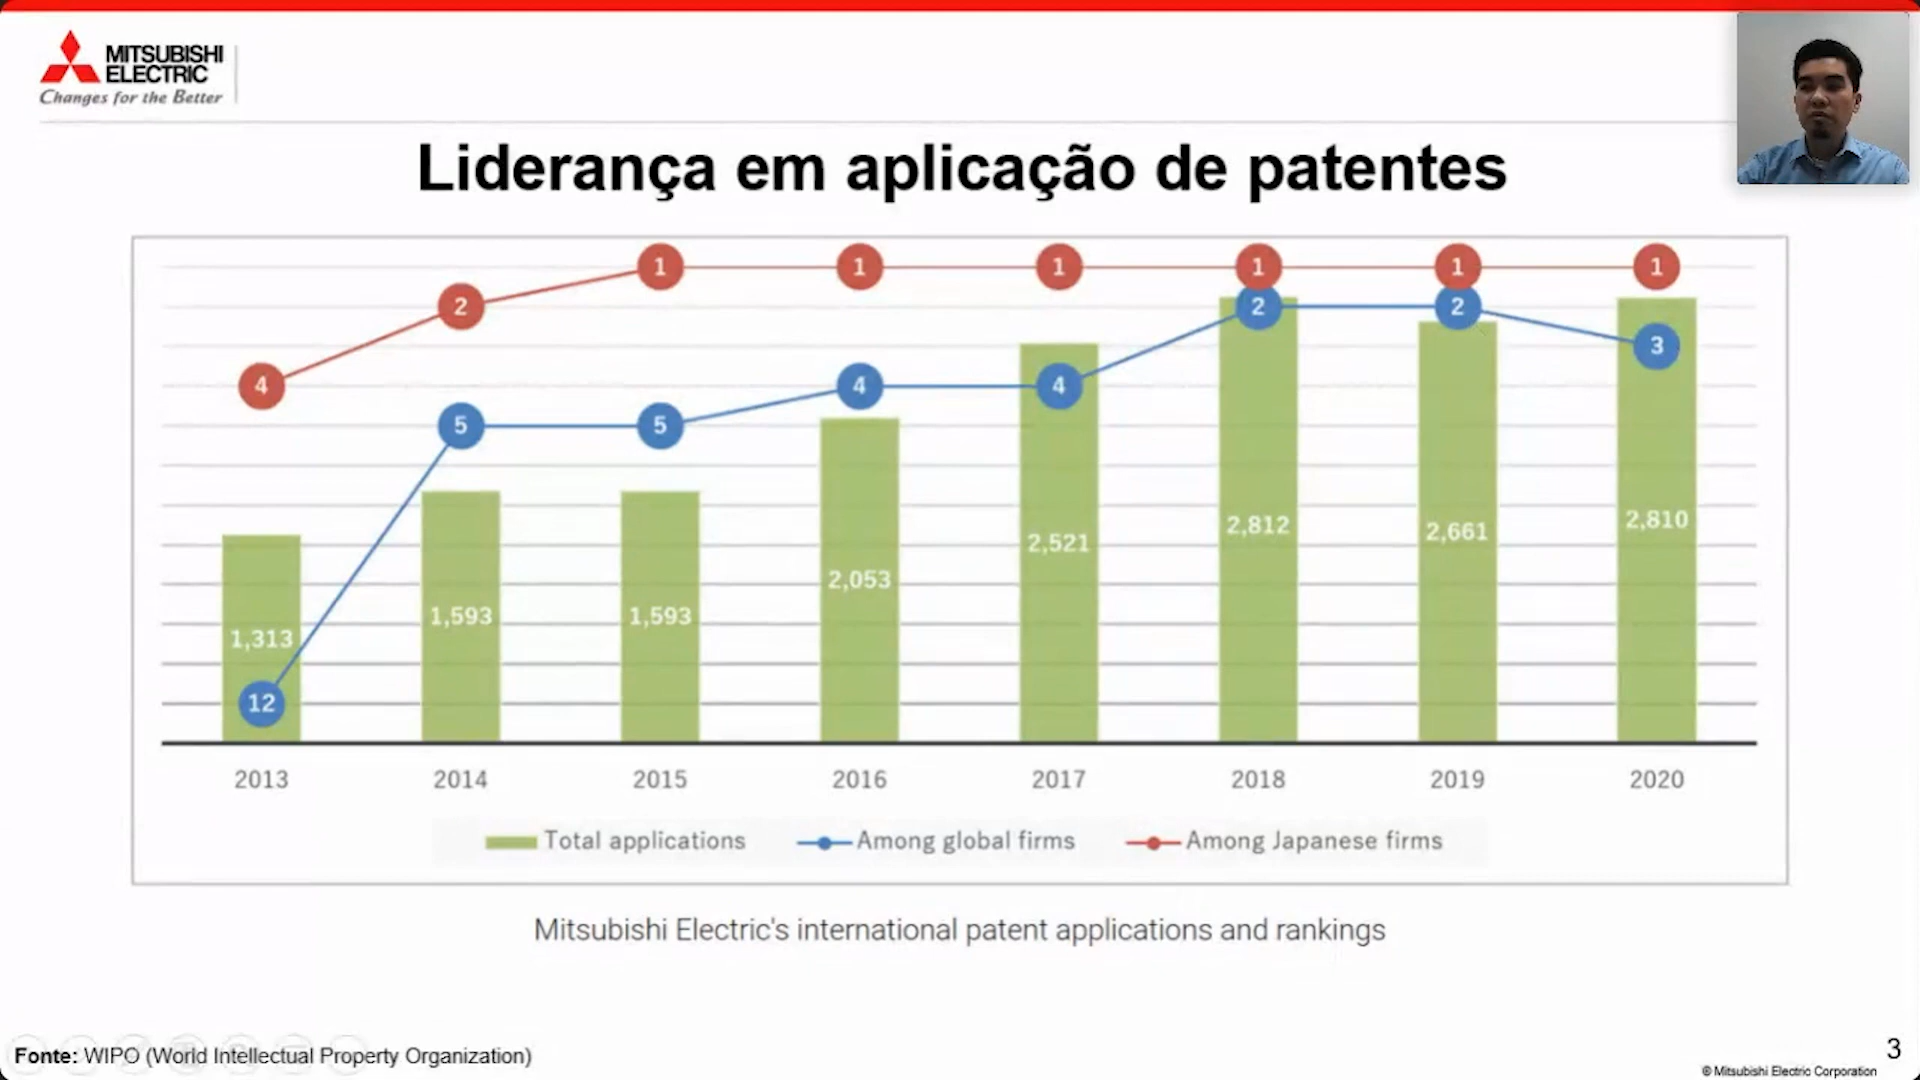 MITSUBISHI
ELECTRIC
Changes for the Better
Liderança em aplicação de patentes
1 1 1 1 1 1
2 2 2
3
4 4 4
5 5
2,810
2,812
2,661
2,521
2,053
1,593 1,593
1,313
12
2013 2014 2015 2016 2017 2018 2019 2020
Total applications Among global firms Among Japanese firms
Mitsubishi Electric's international patent applications and rankings
Fonte: WIPO (World Intellectual Property Organization)
3
© Mitsubishi Electric Corporation